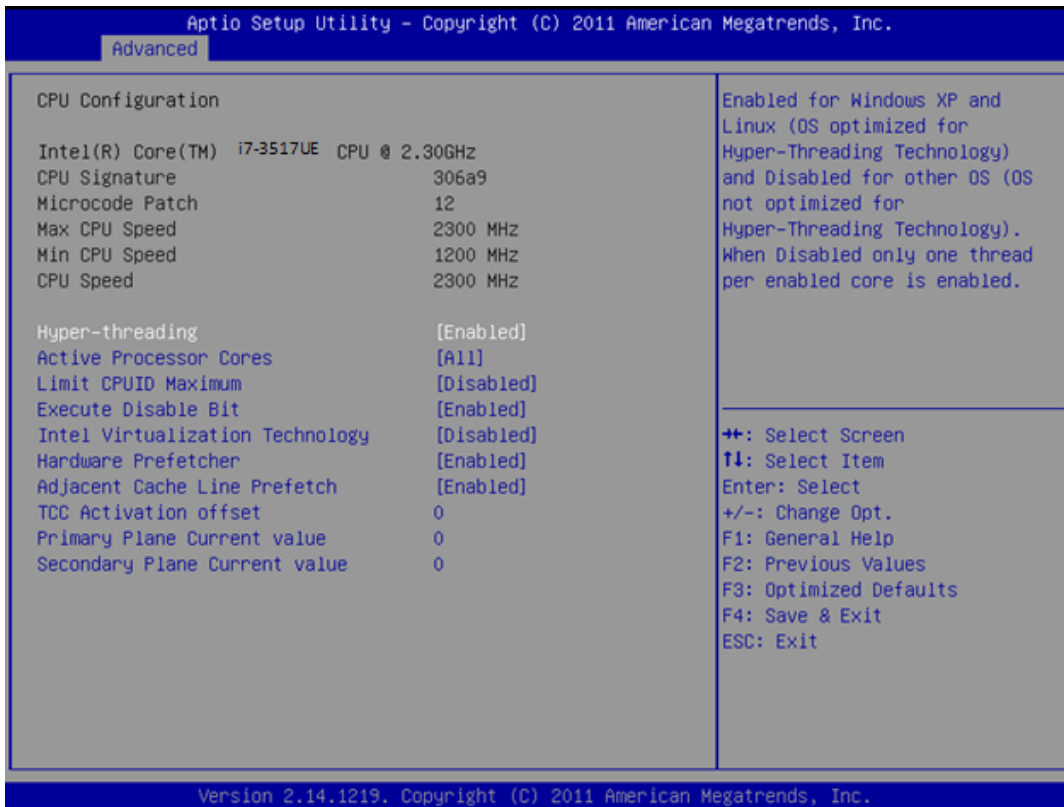 Aptio Setup Utility – Copyright (C) 2011 American Megatrends, Inc.
Advanced
CPU Configuration
Intel(R) Core(TM) i7-3517UE CPU @ 2.30GHz
CPU Signature 306a9
Microcode Patch 12
Max CPU Speed 2300 MHz
Min CPU Speed 1200 MHz
CPU Speed 2300 MHz
Hyper-threading [Enabled]
Active Processor Cores [All]
Limit CPUID Maximum [Disabled]
Execute Disable Bit [Enabled]
Intel Virtualization Technology [Disabled]
Hardware Prefetcher [Enabled]
Adjacent Cache Line Prefetch [Enabled]
TCC Activation offset 0
Primary Plane Current value 0
Secondary Plane Current value 0
Enabled for Windows XP and
Linux (OS optimized for
Hyper-Threading Technology)
and Disabled for other OS (OS
not optimized for
Hyper-Threading Technology).
When Disabled only one thread
per enabled core is enabled.
→←: Select Screen
↑↓: Select Item
Enter: Select
+/-: Change Opt.
F1: General Help
F2: Previous Values
F3: Optimized Defaults
F4: Save & Exit
ESC: Exit
Version 2.14.1219. Copyright (C) 2011 American Megatrends, Inc.